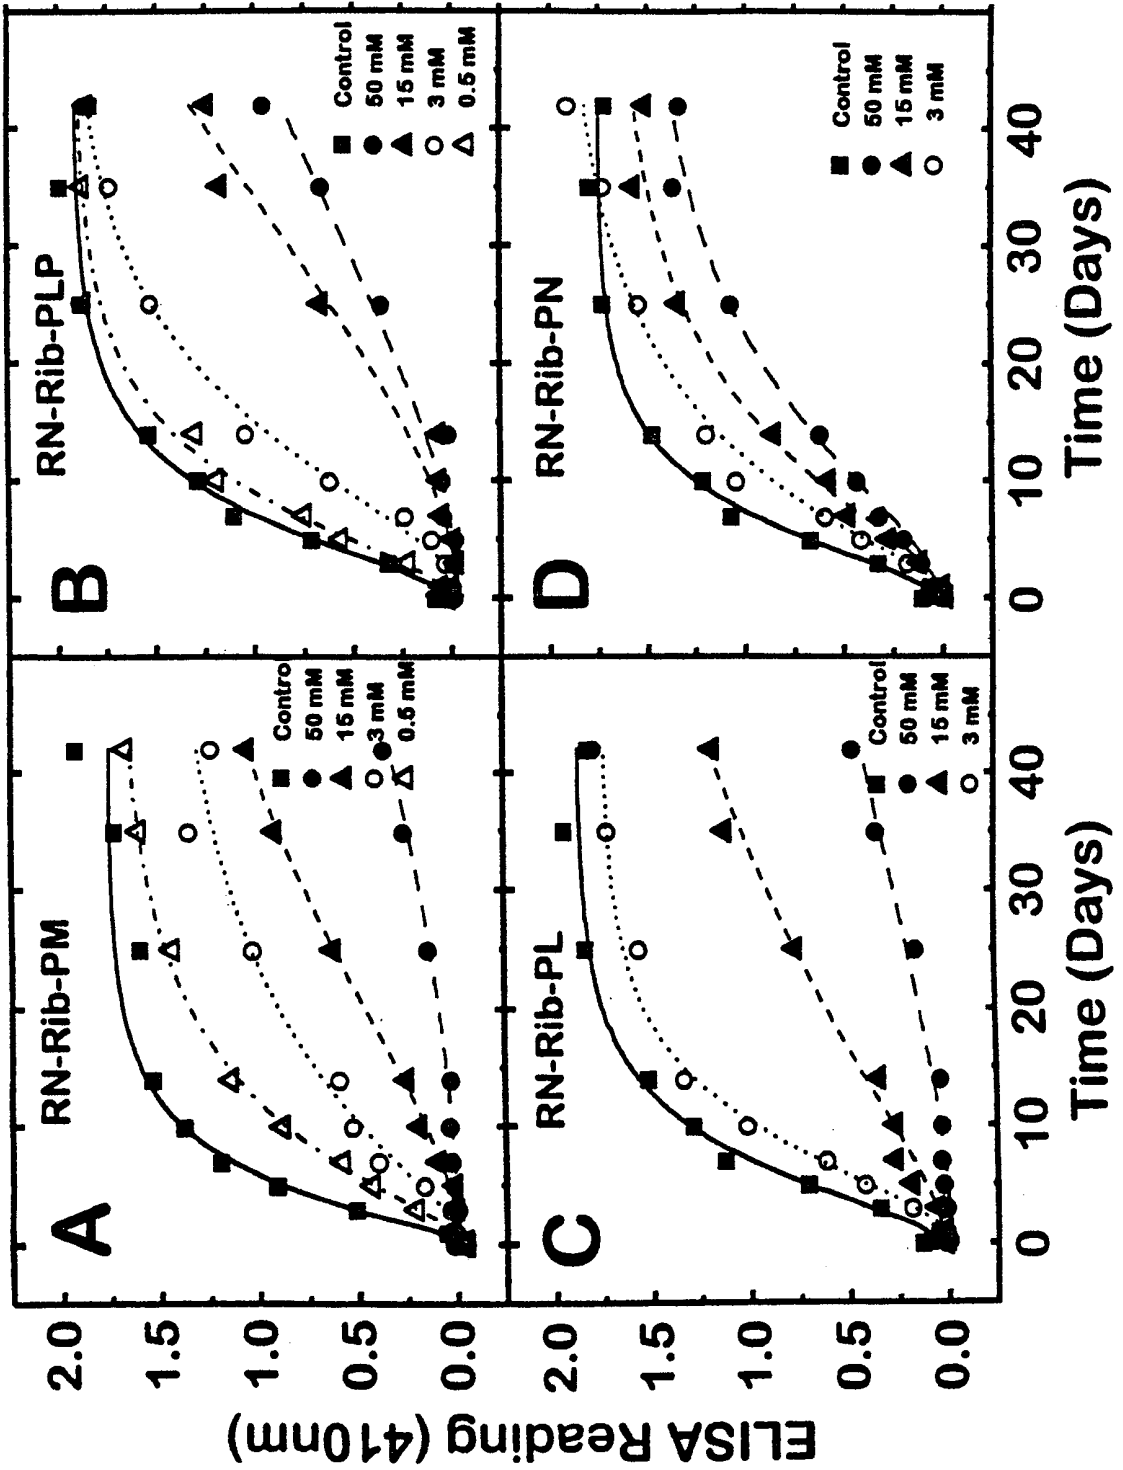 ELISA Reading (410nm)
A
RN-Rib-PM
Control
50 mM
15 mM
3 mM
0.5 mM
2.0
1.5
1.0
0.5
0.0
B
RN-Rib-PLP
Control
50 mM
15 mM
3 mM
0.5 mM
C
RN-Rib-PL
Control
50 mM
15 mM
3 mM
2.0
1.5
1.0
0.5
0.0
0 10 20 30 40
Time (Days)
D
RN-Rib-PN
Control
50 mM
15 mM
3 mM
0 10 20 30 40
Time (Days)